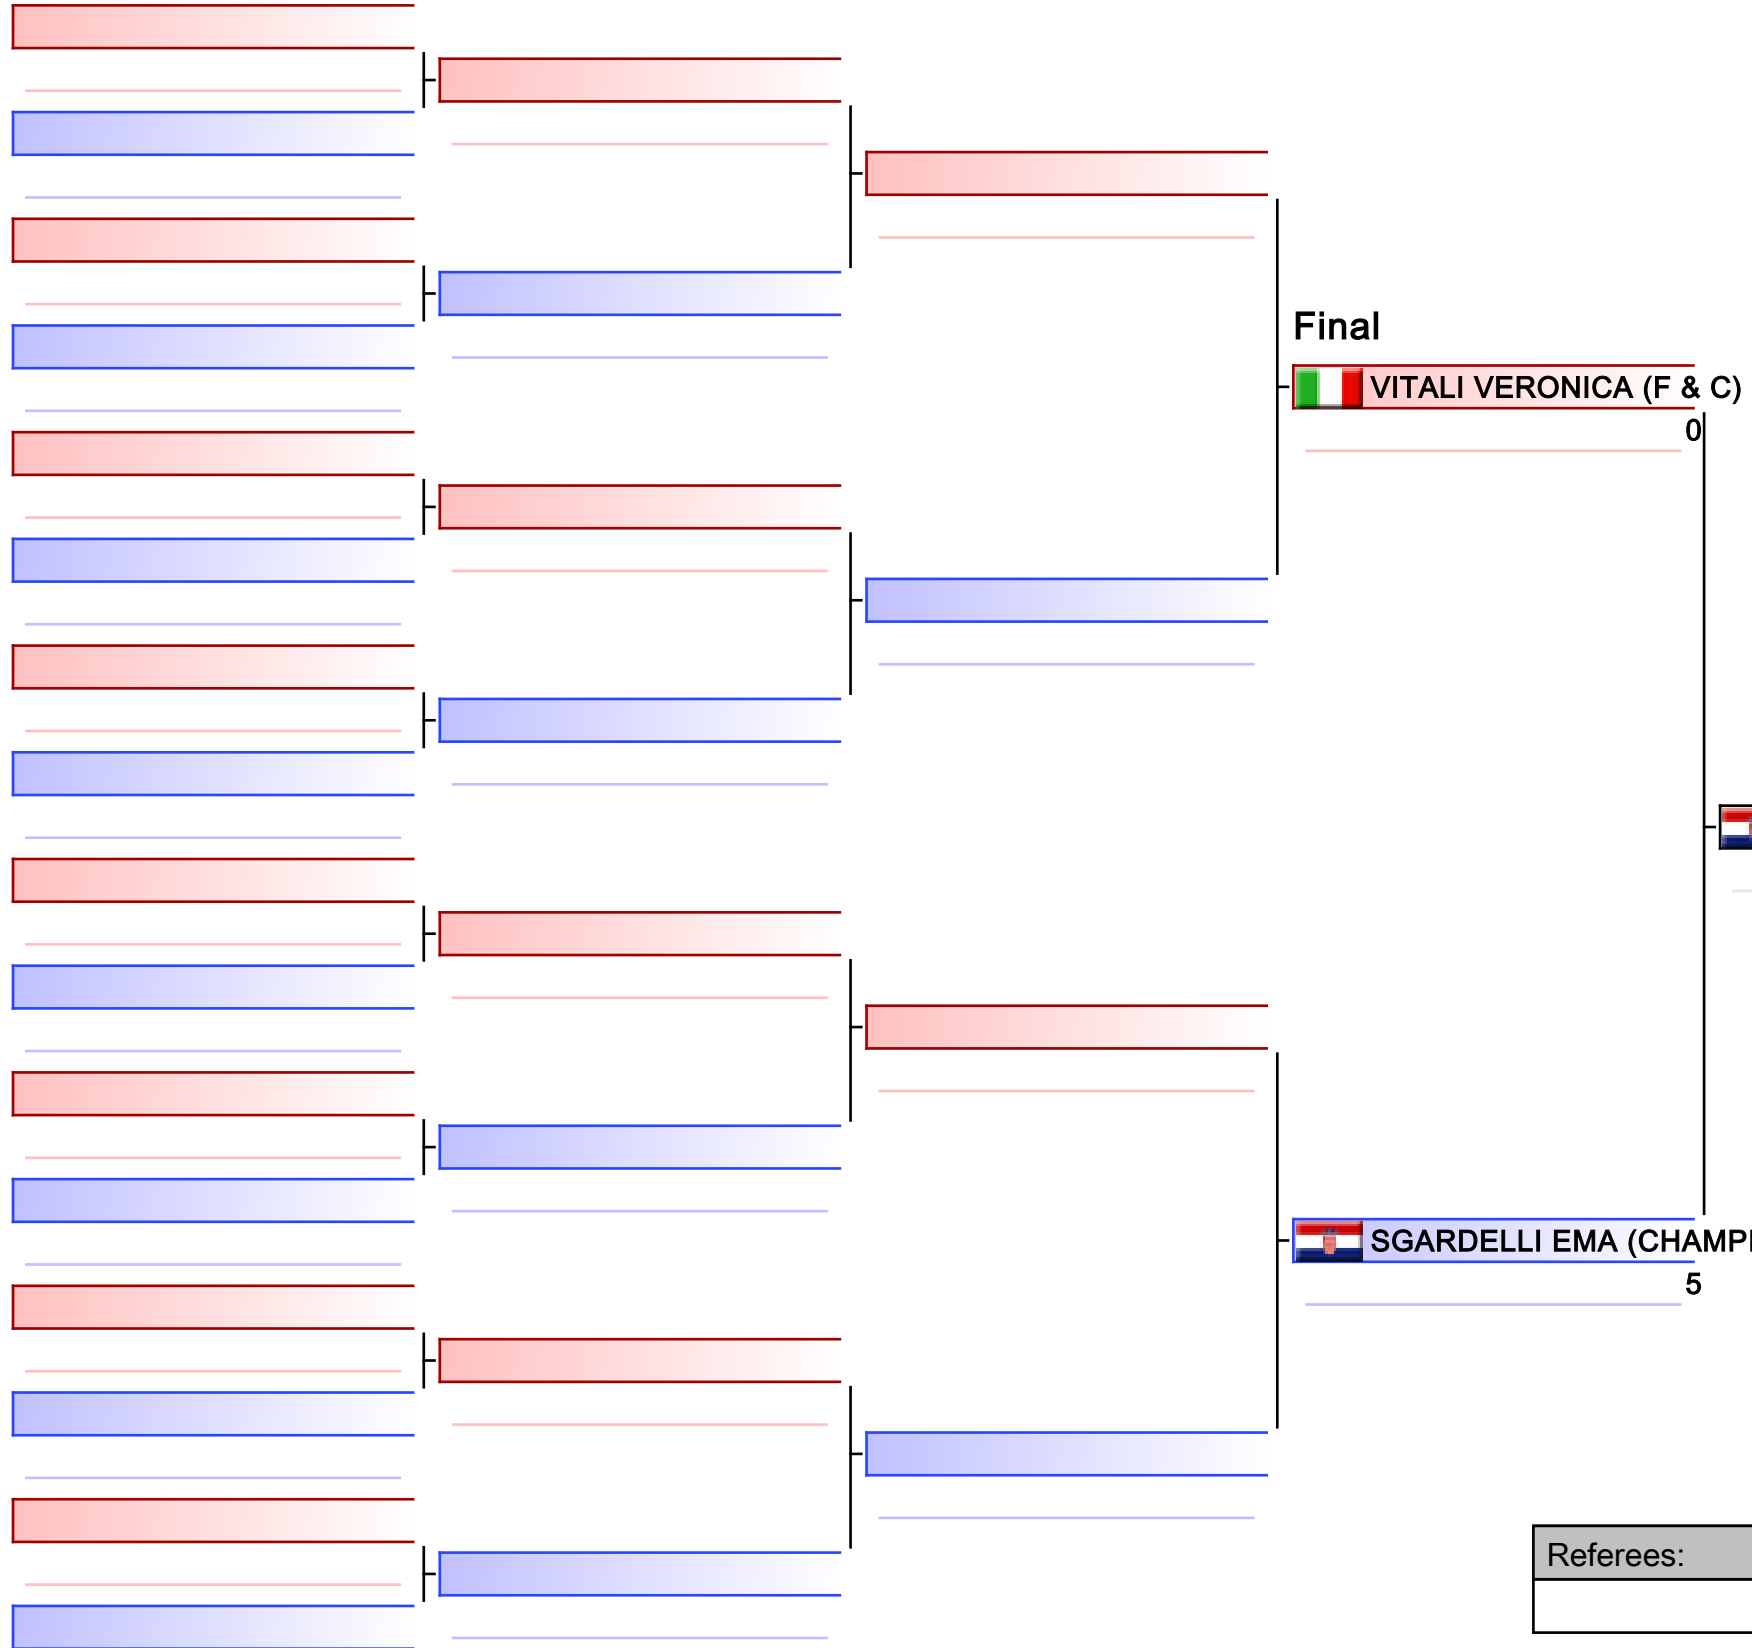 Final
VITALI VERONICA (F & C)
0
SGARDELLI EMA (CHAMPI
5
Referees: